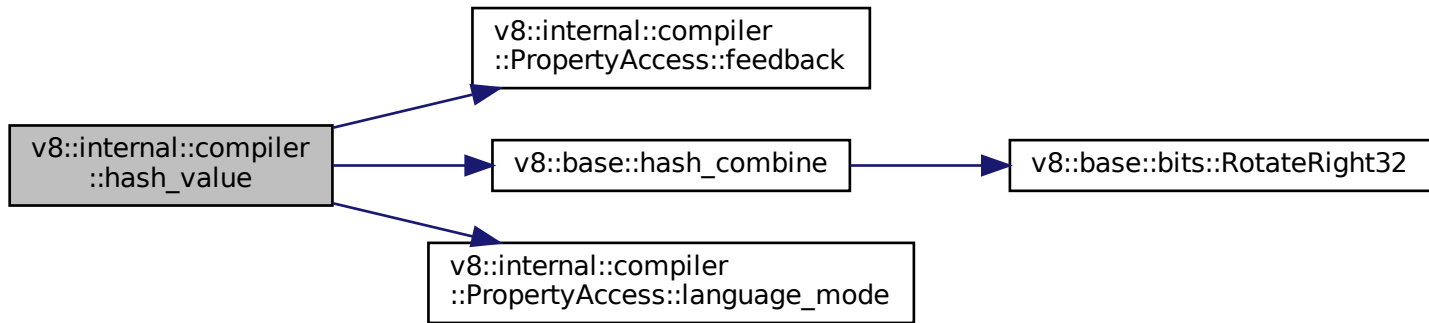 v8::internal::compiler
::PropertyAccess::feedback
v8::internal::compiler
::hash_value
v8::base::hash_combine
v8::base::bits::RotateRight32
v8::internal::compiler
::PropertyAccess::language_mode